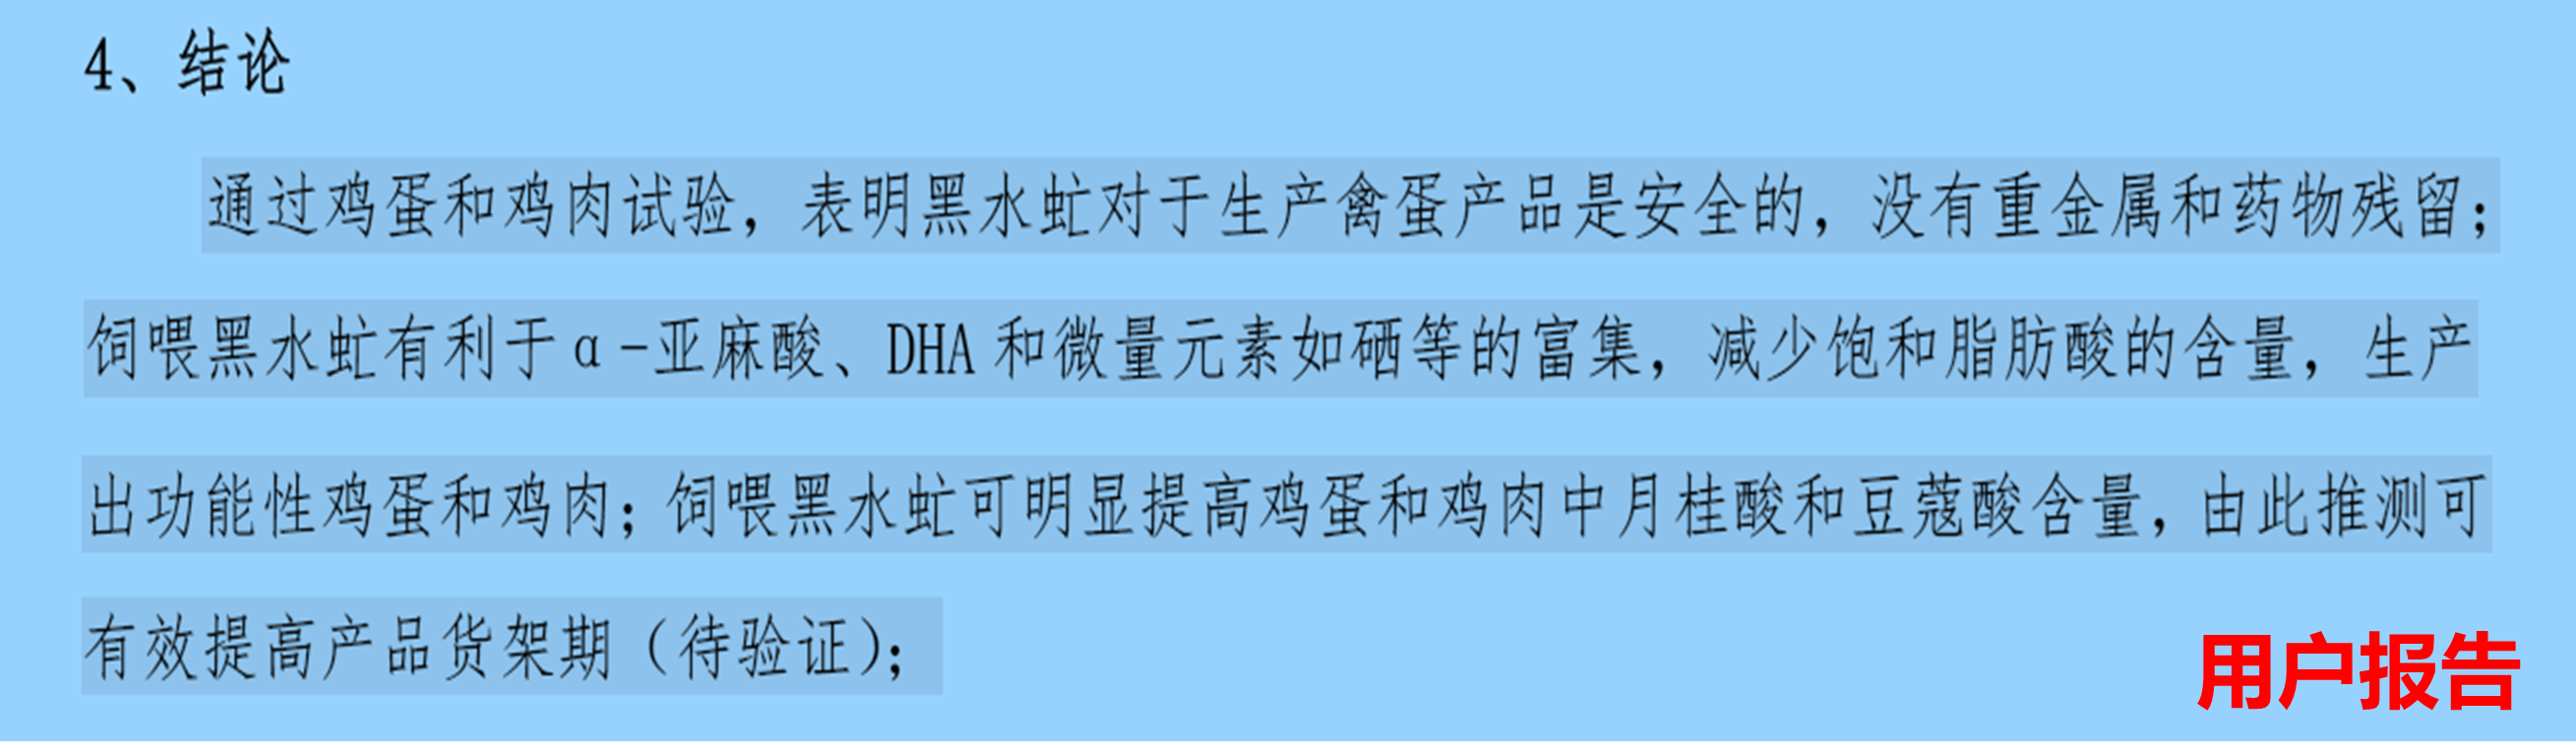 4、结论
通过鸡蛋和鸡肉试验，表明黑水虻对于生产禽蛋产品是安全的，没有重金属和药物残留；
饲喂黑水虻有利于α-亚麻酸、DHA 和微量元素如硒等的富集，减少饱和脂肪酸的含量，生产
出功能性鸡蛋和鸡肉；饲喂黑水虻可明显提高鸡蛋和鸡肉中月桂酸和豆蔻酸含量，由此推测可
有效提高产品货架期（待验证）；
用户报告